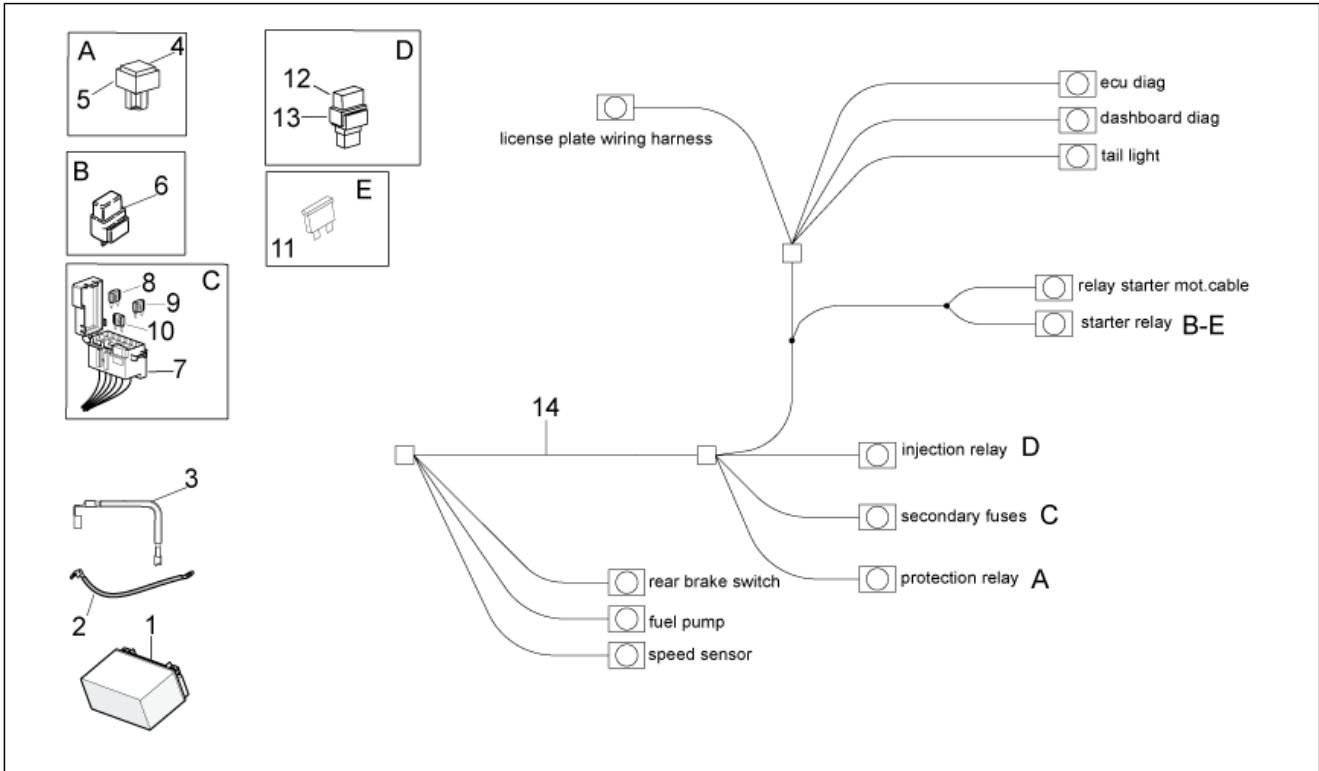 A
4
5
B
6
C
8
9
10
7
D
12
13
E
11
3
2
1
license plate wiring harness
ecu diag
dashboard diag
tail light
relay starter mot.cable
starter relay B-E
14
injection relay D
secondary fuses C
protection relay A
rear brake switch
fuel pump
speed sensor